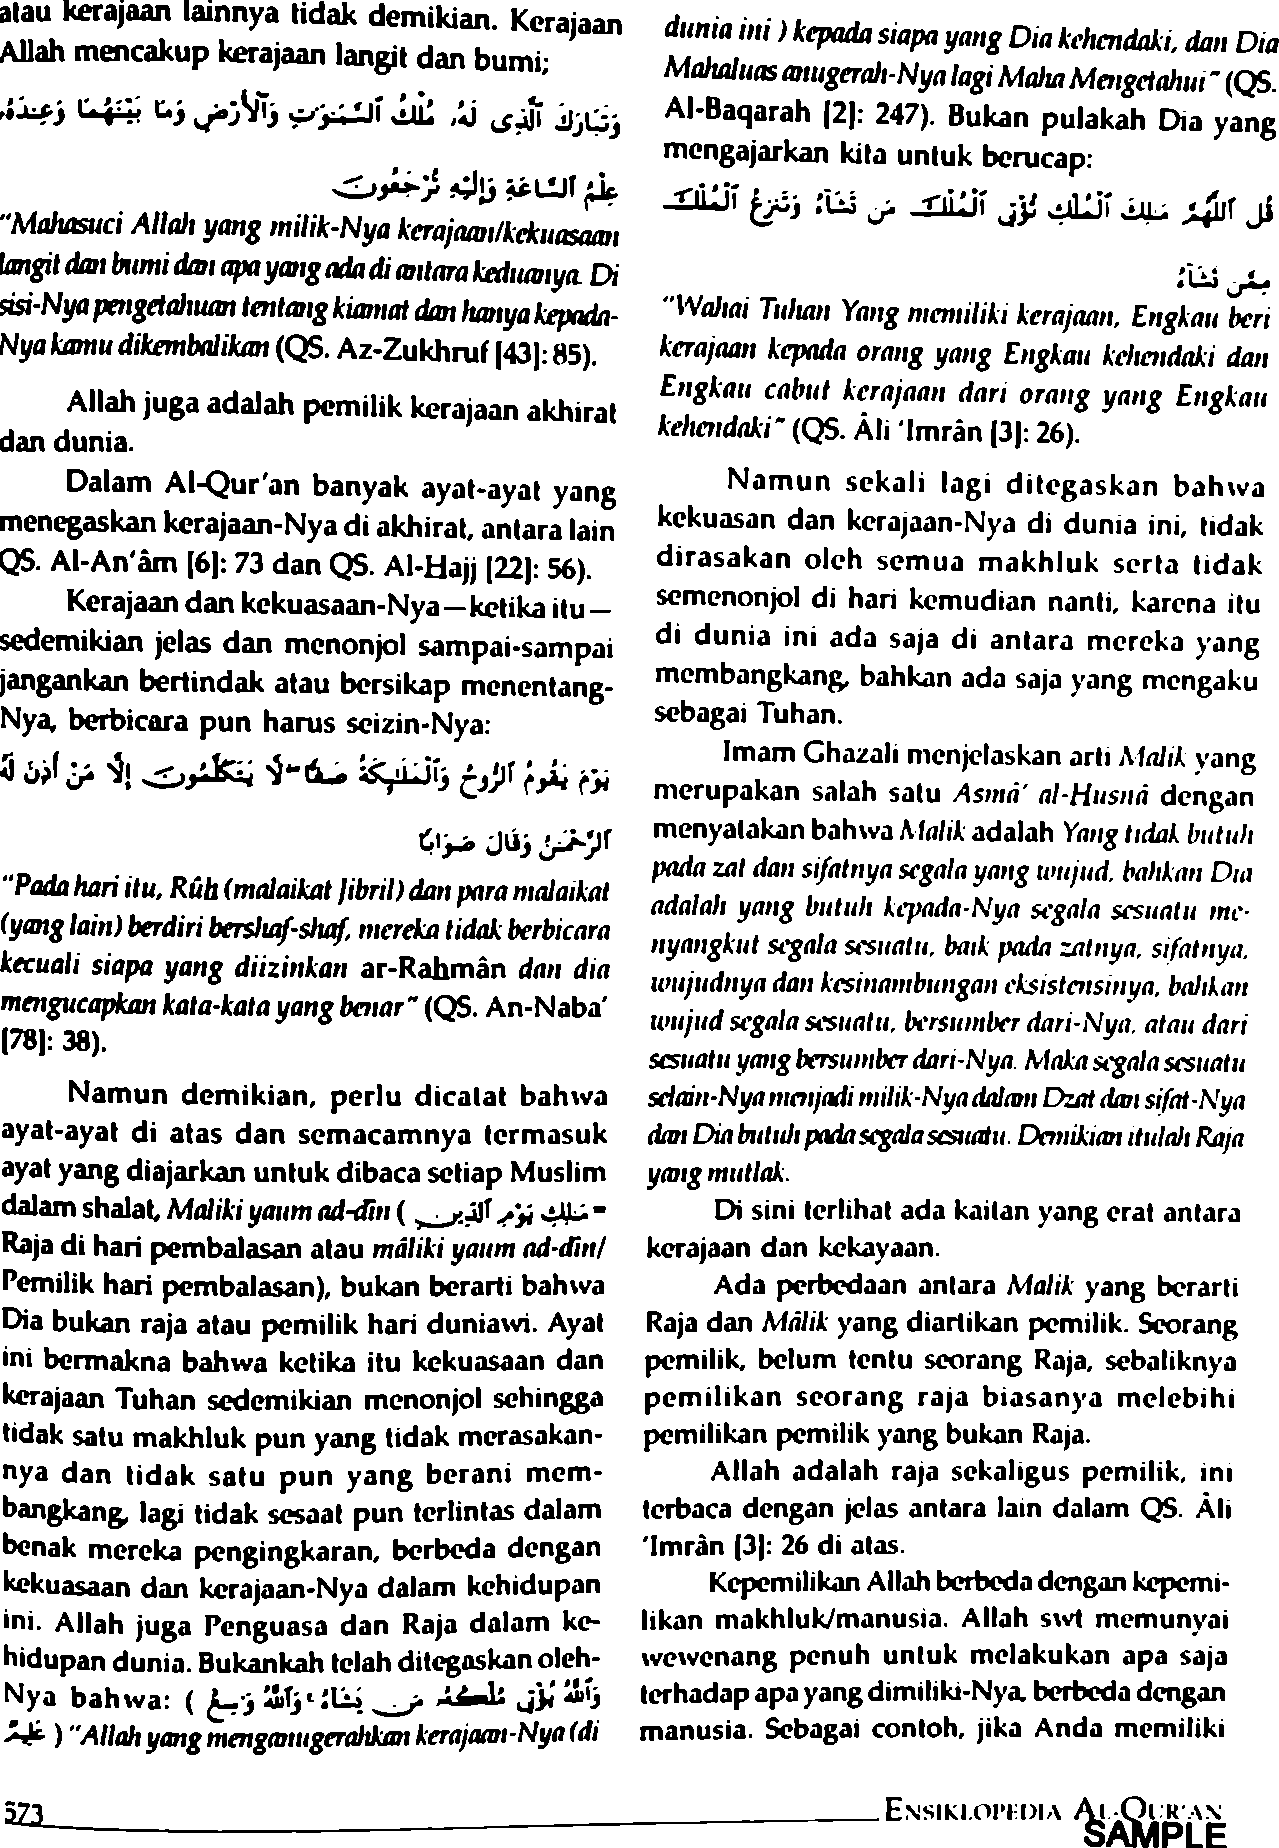 atau kerajaan lainnya tidak demikian. Kerajaan
Allah mencakup kerajaan langit dan bumi;
وَتَبَارَكَ ٱلَّذِى لَهُۥ مُلْكُ ٱلسَّمَـٰوَٰتِ وَٱلْأَرْضِ وَمَا بَيْنَهُمَا وَعِندَهُۥ
عِلْمُ ٱلسَّاعَةِ وَإِلَيْهِ تُرْجَعُونَ
"Mahasuci Allah yang milik-Nya kerajaan/kekuasaan
langit dan bumi dan apa yang ada di antara keduanya. Di
sisi-Nya pengetahuan tentang kiamat dan hanya kepada-
Nya kamu dikembalikan (QS. Az-Zukhruf [43]: 85).
Allah juga adalah pemilik kerajaan akhirat
dan dunia.
Dalam Al-Qur'an banyak ayat-ayat yang
menegaskan kerajaan-Nya di akhirat, antara lain
QS. Al-An'âm [6]: 73 dan QS. Al-Hajj [22]: 56).
Kerajaan dan kekuasaan-Nya—ketika itu—
sedemikian jelas dan menonjol sampai-sampai
jangankan bertindak atau bersikap menentang-
Nya, berbicara pun harus seizin-Nya:
يَوْمَ يَقُومُ ٱلرُّوحُ وَٱلْمَلَـٰٓئِكَةُ صَفًّا ۖ لَّا يَتَكَلَّمُونَ إِلَّا مَنْ أَذِنَ لَهُ
ٱلرَّحْمَـٰنُ وَقَالَ صَوَابًا
"Pada hari itu, Rûh (malaikat Jibril) dan para malaikat
(yang lain) berdiri bershaf-shaf, mereka tidak berbicara
kecuali siapa yang diizinkan ar-Rahmân dan dia
mengucapkan kata-kata yang benar" (QS. An-Naba'
[78]: 38).
Namun demikian, perlu dicatat bahwa
ayat-ayat di atas dan semacamnya termasuk
ayat yang diajarkan untuk dibaca setiap Muslim
dalam shalat, Maliki yaum ad-dîn ( مَـٰلِكِ يَوْمِ ٱلدِّينِ =
Raja di hari pembalasan atau mâliki yaum ad-dîn/
Pemilik hari pembalasan), bukan berarti bahwa
Dia bukan raja atau pemilik hari duniawi. Ayat
ini bermakna bahwa ketika itu kekuasaan dan
kerajaan Tuhan sedemikian menonjol sehingga
tidak satu makhluk pun yang tidak merasakan-
nya dan tidak satu pun yang berani mem-
bangkang, lagi tidak sesaat pun terlintas dalam
benak mereka pengingkaran, berbeda dengan
kekuasaan dan kerajaan-Nya dalam kehidupan
ini. Allah juga Penguasa dan Raja dalam ke-
hidupan dunia. Bukankah telah ditegaskan oleh-
Nya bahwa: ( وَٱللَّهُ يُؤْتِى مُلْكَهُۥ مَن يَشَآءُ ۚ وَٱللَّهُ وَٰسِعٌ
عَلِيمٌ ) "Allah yang menganugerahkan kerajaan-Nya (di
dunia ini ) kepada siapa yang Dia kehendaki, dan Dia
Mahaluas anugerah-Nya lagi Maha Mengetahui" (QS.
Al-Baqarah [2]: 247). Bukan pulakah Dia yang
mengajarkan kita untuk berucap:
قُلِ ٱللَّهُمَّ مَـٰلِكَ ٱلْمُلْكِ تُؤْتِى ٱلْمُلْكَ مَن تَشَآءُ وَتَنزِعُ ٱلْمُلْكَ
مِمَّن تَشَآءُ
"Wahai Tuhan Yang memiliki kerajaan, Engkau beri
kerajaan kepada orang yang Engkau kehendaki dan
Engkau cabut kerajaan dari orang yang Engkau
kehendaki" (QS. Âli 'Imrân [3]: 26).
Namun sekali lagi ditegaskan bahwa
kekuasan dan kerajaan-Nya di dunia ini, tidak
dirasakan oleh semua makhluk serta tidak
semenonjol di hari kemudian nanti, karena itu
di dunia ini ada saja di antara mereka yang
membangkang, bahkan ada saja yang mengaku
sebagai Tuhan.
Imam Ghazali menjelaskan arti Malik yang
merupakan salah satu Asmâ' al-Husnâ dengan
menyatakan bahwa Malik adalah Yang tidak butuh
pada zat dan sifatnya segala yang wujud, bahkan Dia
adalah yang butuh kepada-Nya segala sesuatu me-
nyangkut segala sesuatu, baik pada zatnya, sifatnya,
wujudnya dan kesinambungan eksistensinya, bahkan
wujud segala sesuatu, bersumber dari-Nya, atau dari
sesuatu yang bersumber dari-Nya. Maka segala sesuatu
selain-Nya menjadi milik-Nya dalam Dzat dan sifat-Nya
dan Dia butuh pada segala sesuatu. Demikian itulah Raja
yang mutlak.
Di sini terlihat ada kaitan yang erat antara
kerajaan dan kekayaan.
Ada perbedaan antara Malik yang berarti
Raja dan Mâlik yang diartikan pemilik. Seorang
pemilik, belum tentu seorang Raja, sebaliknya
pemilikan seorang raja biasanya melebihi
pemilikan pemilik yang bukan Raja.
Allah adalah raja sekaligus pemilik, ini
terbaca dengan jelas antara lain dalam QS. Âli
'Imrân [3]: 26 di atas.
Kepemilikan Allah berbeda dengan kepemi-
likan makhluk/manusia. Allah swt memunyai
wewenang penuh untuk melakukan apa saja
terhadap apa yang dimiliki-Nya, berbeda dengan
manusia. Sebagai contoh, jika Anda memiliki
573
ENSIKLOPEDIA AL-QUR'AN
SAMPLE